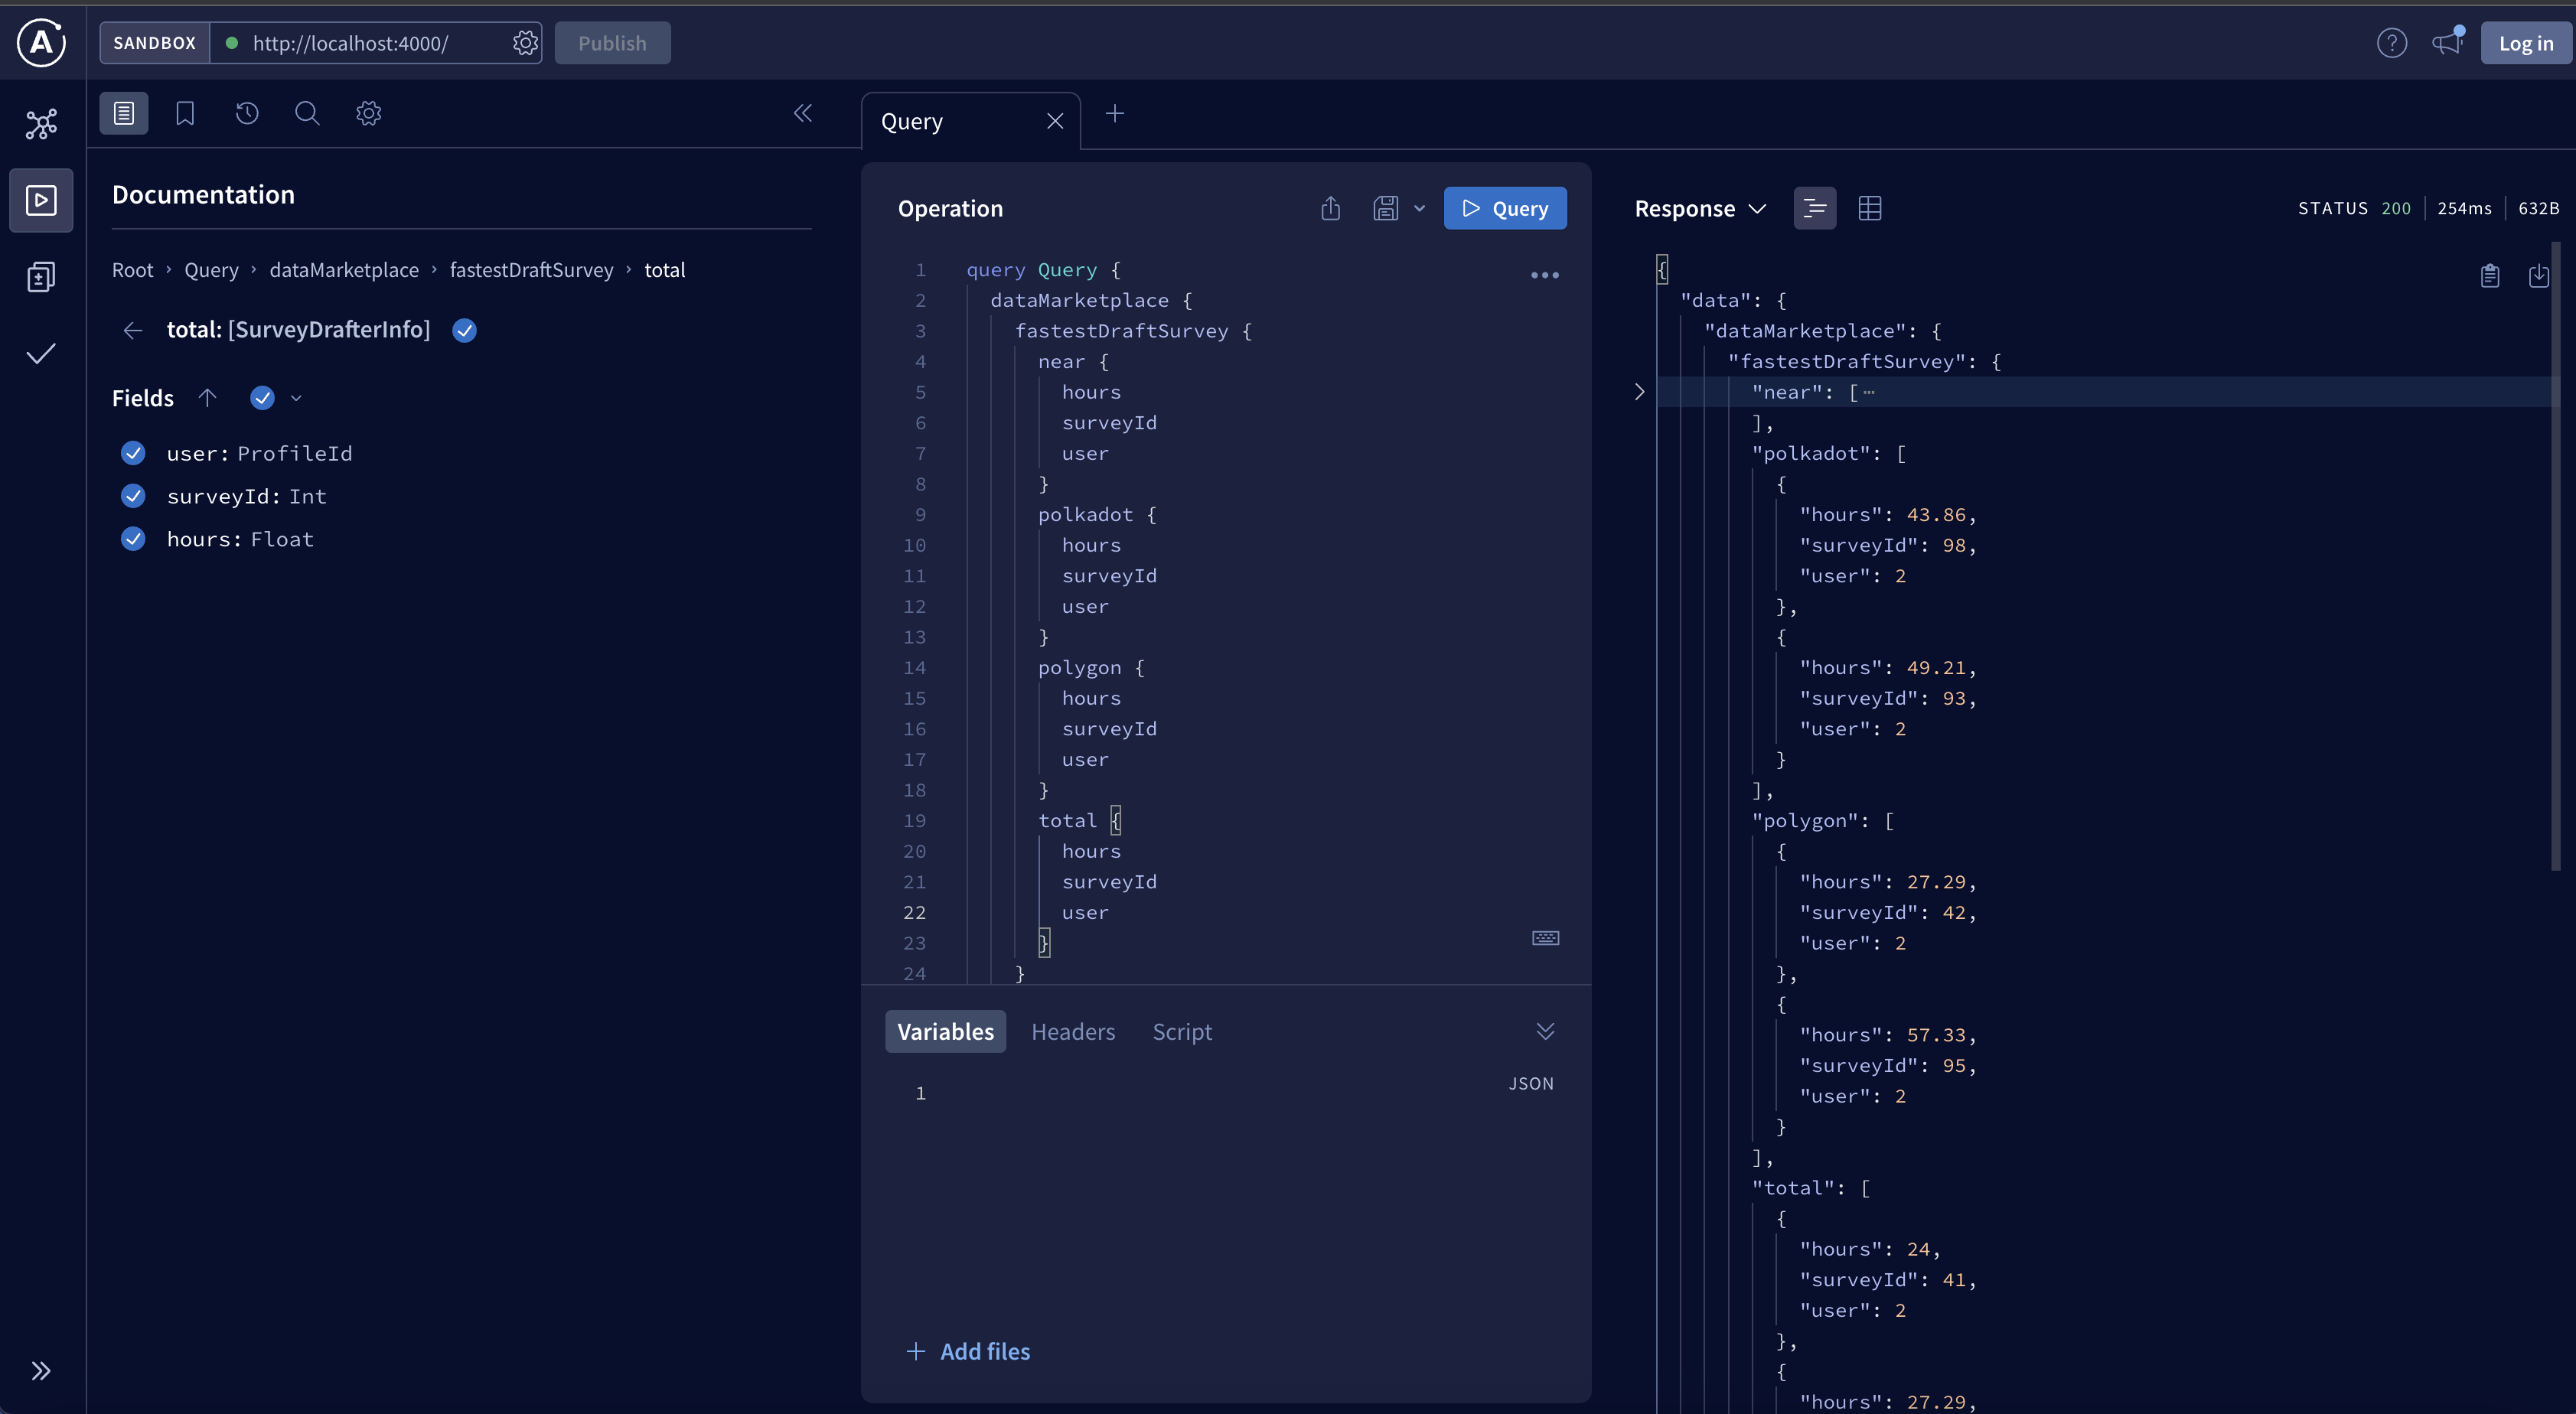 SANDBOX http://localhost:4000/ Publish Log in
Documentation
Root › Query › dataMarketplace › fastestDraftSurvey › total
total: [SurveyDrafterInfo]
Fields
user: ProfileId
surveyId: Int
hours: Float
Query
Operation
Query
1 query Query {
2 dataMarketplace {
3 fastestDraftSurvey {
4 near {
5 hours
6 surveyId
7 user
8 }
9 polkadot {
10 hours
11 surveyId
12 user
13 }
14 polygon {
15 hours
16 surveyId
17 user
18 }
19 total {
20 hours
21 surveyId
22 user
23 }
24 }
Variables Headers Script
JSON
1
+ Add files
Response
STATUS 200 254ms 632B
{
"data": {
"dataMarketplace": {
"fastestDraftSurvey": {
"near": [⋯
],
"polkadot": [
{
"hours": 43.86,
"surveyId": 98,
"user": 2
},
{
"hours": 49.21,
"surveyId": 93,
"user": 2
}
],
"polygon": [
{
"hours": 27.29,
"surveyId": 42,
"user": 2
},
{
"hours": 57.33,
"surveyId": 95,
"user": 2
}
],
"total": [
{
"hours": 24,
"surveyId": 41,
"user": 2
},
{
"hours": 27.29,